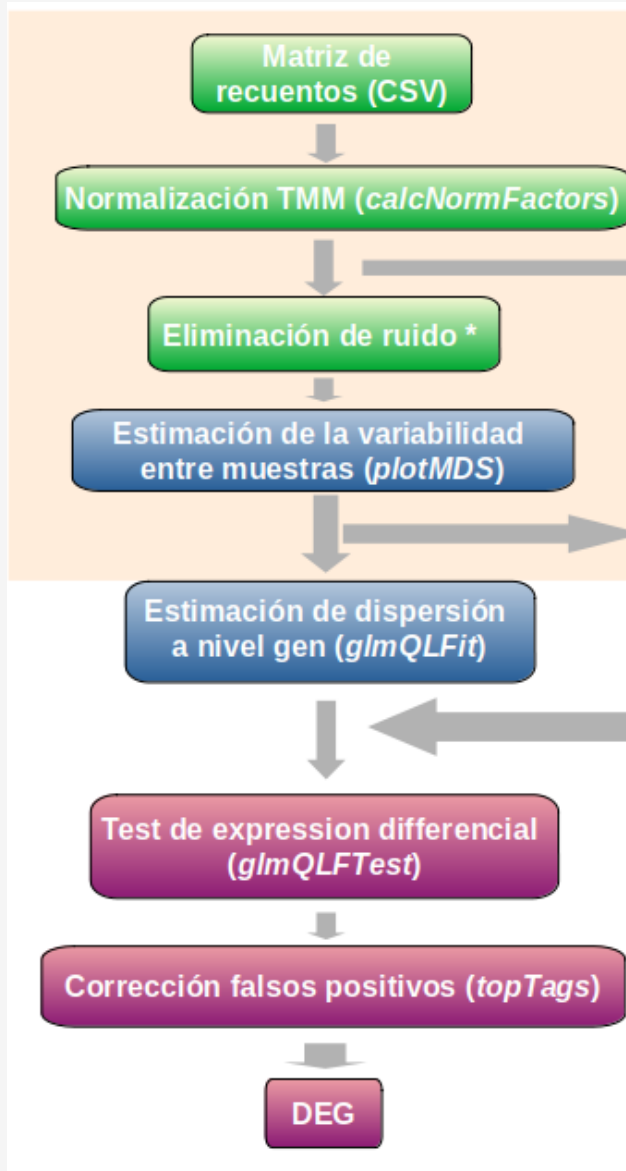 Matriz de
recuentos (CSV)
Normalización TMM (calcNormFactors)
Eliminación de ruido *
Estimación de la variabilidad
entre muestras (plotMDS)
Estimación de dispersión
a nivel gen (glmQLFit)
Test de expression differencial
(glmQLFTest)
Corrección falsos positivos (topTags)
DEG